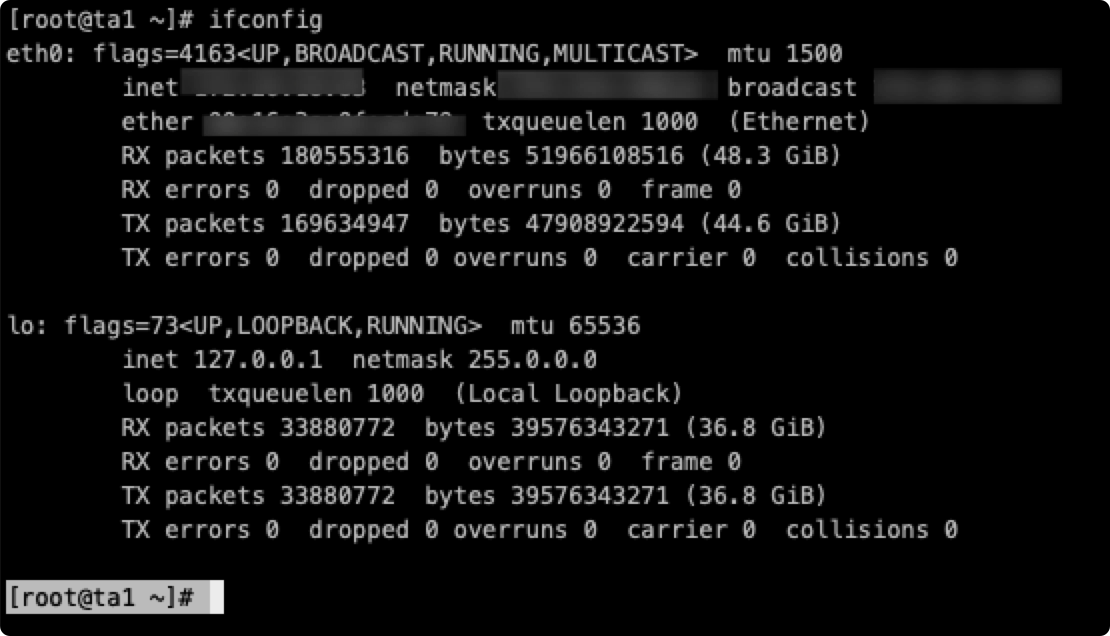 [root@ta1 ~]# ifconfig
eth0: flags=4163<UP,BROADCAST,RUNNING,MULTICAST>  mtu 1500
        inet  netmask  broadcast
        ether  txqueuelen 1000  (Ethernet)
        RX packets 180555316  bytes 51966108516 (48.3 GiB)
        RX errors 0  dropped 0  overruns 0  frame 0
        TX packets 169634947  bytes 47908922594 (44.6 GiB)
        TX errors 0  dropped 0 overruns 0  carrier 0  collisions 0

lo: flags=73<UP,LOOPBACK,RUNNING>  mtu 65536
        inet 127.0.0.1  netmask 255.0.0.0
        loop  txqueuelen 1000  (Local Loopback)
        RX packets 33880772  bytes 39576343271 (36.8 GiB)
        RX errors 0  dropped 0  overruns 0  frame 0
        TX packets 33880772  bytes 39576343271 (36.8 GiB)
        TX errors 0  dropped 0 overruns 0  carrier 0  collisions 0

[root@ta1 ~]#